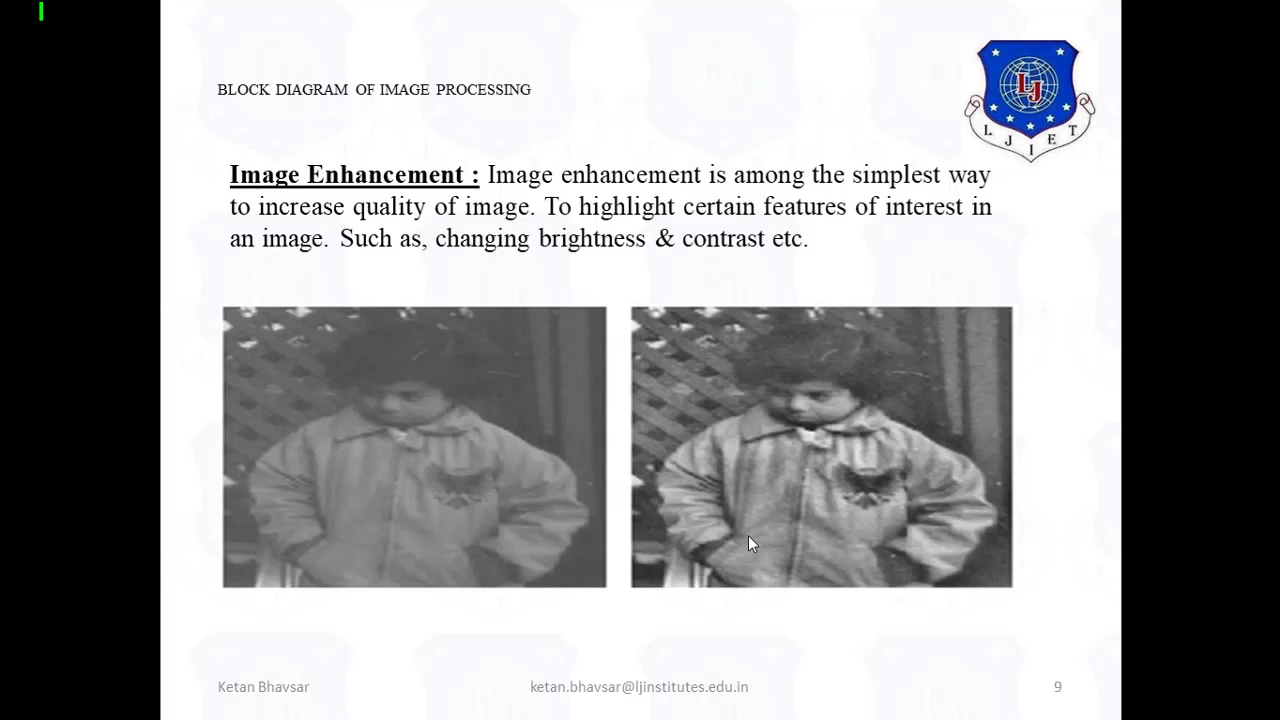 BLOCK DIAGRAM OF IMAGE PROCESSING
LJ
L J I E T
Image Enhancement : Image enhancement is among the simplest way
to increase quality of image. To highlight certain features of interest in
an image. Such as, changing brightness & contrast etc.
Ketan Bhavsar
ketan.bhavsar@ljinstitutes.edu.in
9